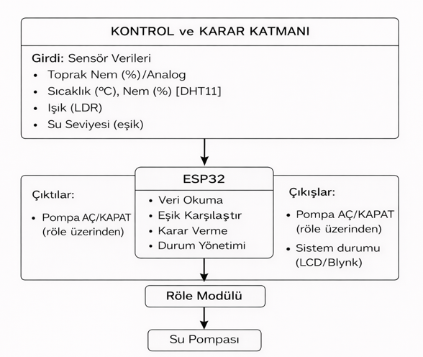 KONTROL ve KARAR KATMANI
Girdi: Sensör Verileri
• Toprak Nem (%)/Analog
• Sıcaklık (ºC), Nem (%) [DHT11]
• Işık (LDR)
• Su Seviyesi (eşik)
ESP32
• Veri Okuma
• Eşik Karşılaştır
• Karar Verme
• Durum Yönetimi
Çıktılar:
• Pompa AÇ/KAPAT
(röle üzerinden)
Çıkışlar:
• Pompa AÇ/KAPAT
(röle üzerinden)
• Sistem durumu
(LCD/Blynk)
Röle Modülü
Su Pompası